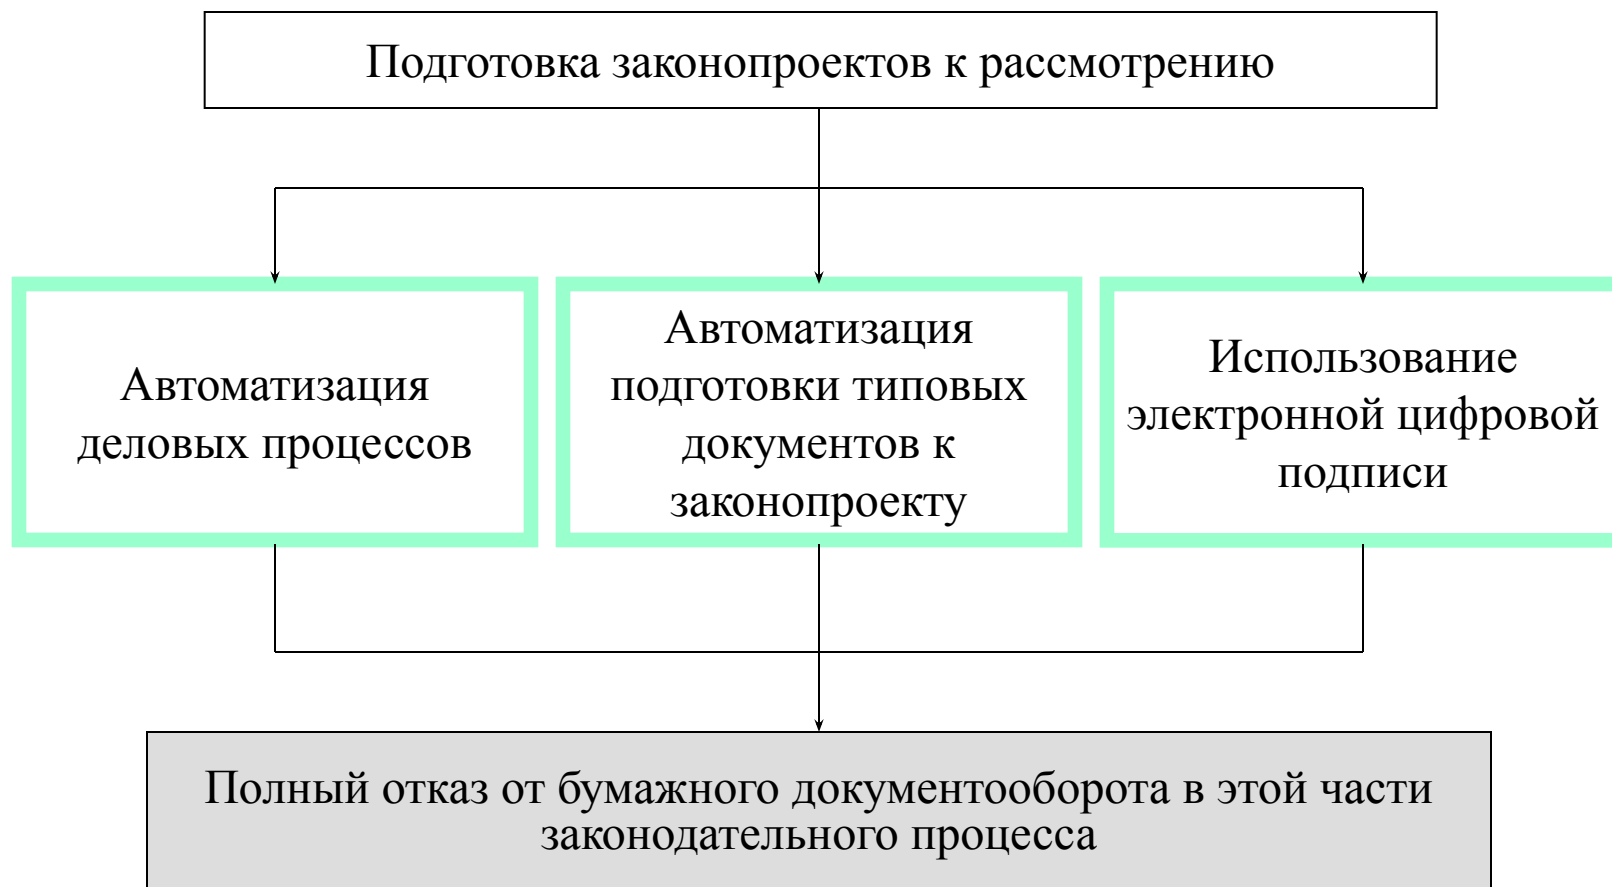 Подготовка законопроектов к рассмотрению
Автоматизация
деловых процессов
Автоматизация
подготовки типовых
документов к
законопроекту
Использование
электронной цифровой
подписи
Полный отказ от бумажного документооборота в этой части
законодательного процесса